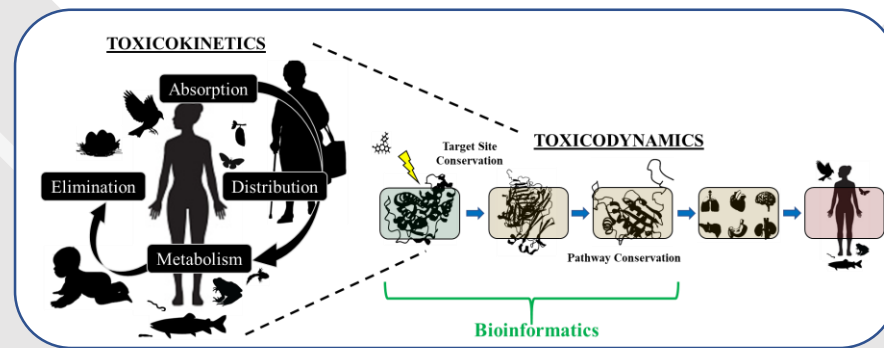 TOXICOKINETICS
Absorption
Distribution
Metabolism
Elimination
TOXICODYNAMICS
Target Site
Conservation
Pathway Conservation
Bioinformatics